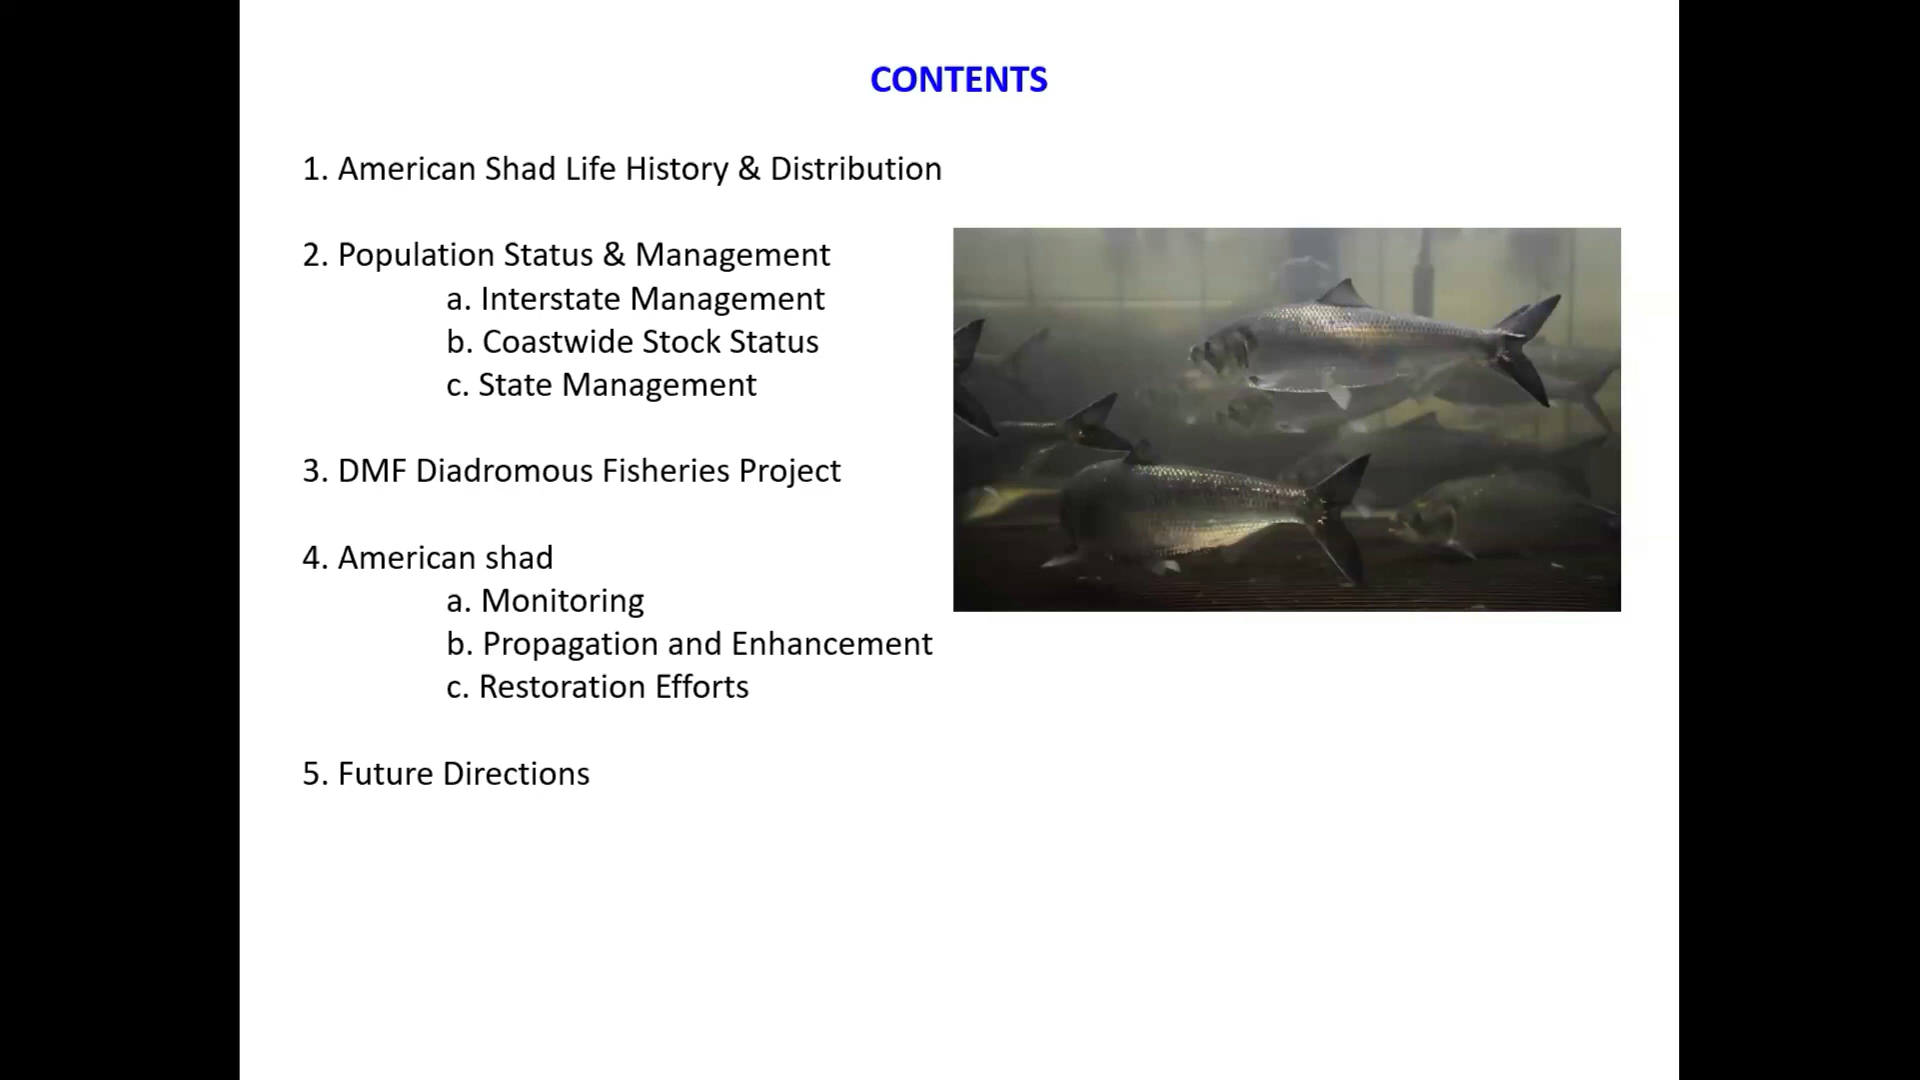 CONTENTS
1. American Shad Life History & Distribution
2. Population Status & Management
a. Interstate Management
b. Coastwide Stock Status
c. State Management
3. DMF Diadromous Fisheries Project
4. American shad
a. Monitoring
b. Propagation and Enhancement
c. Restoration Efforts
5. Future Directions